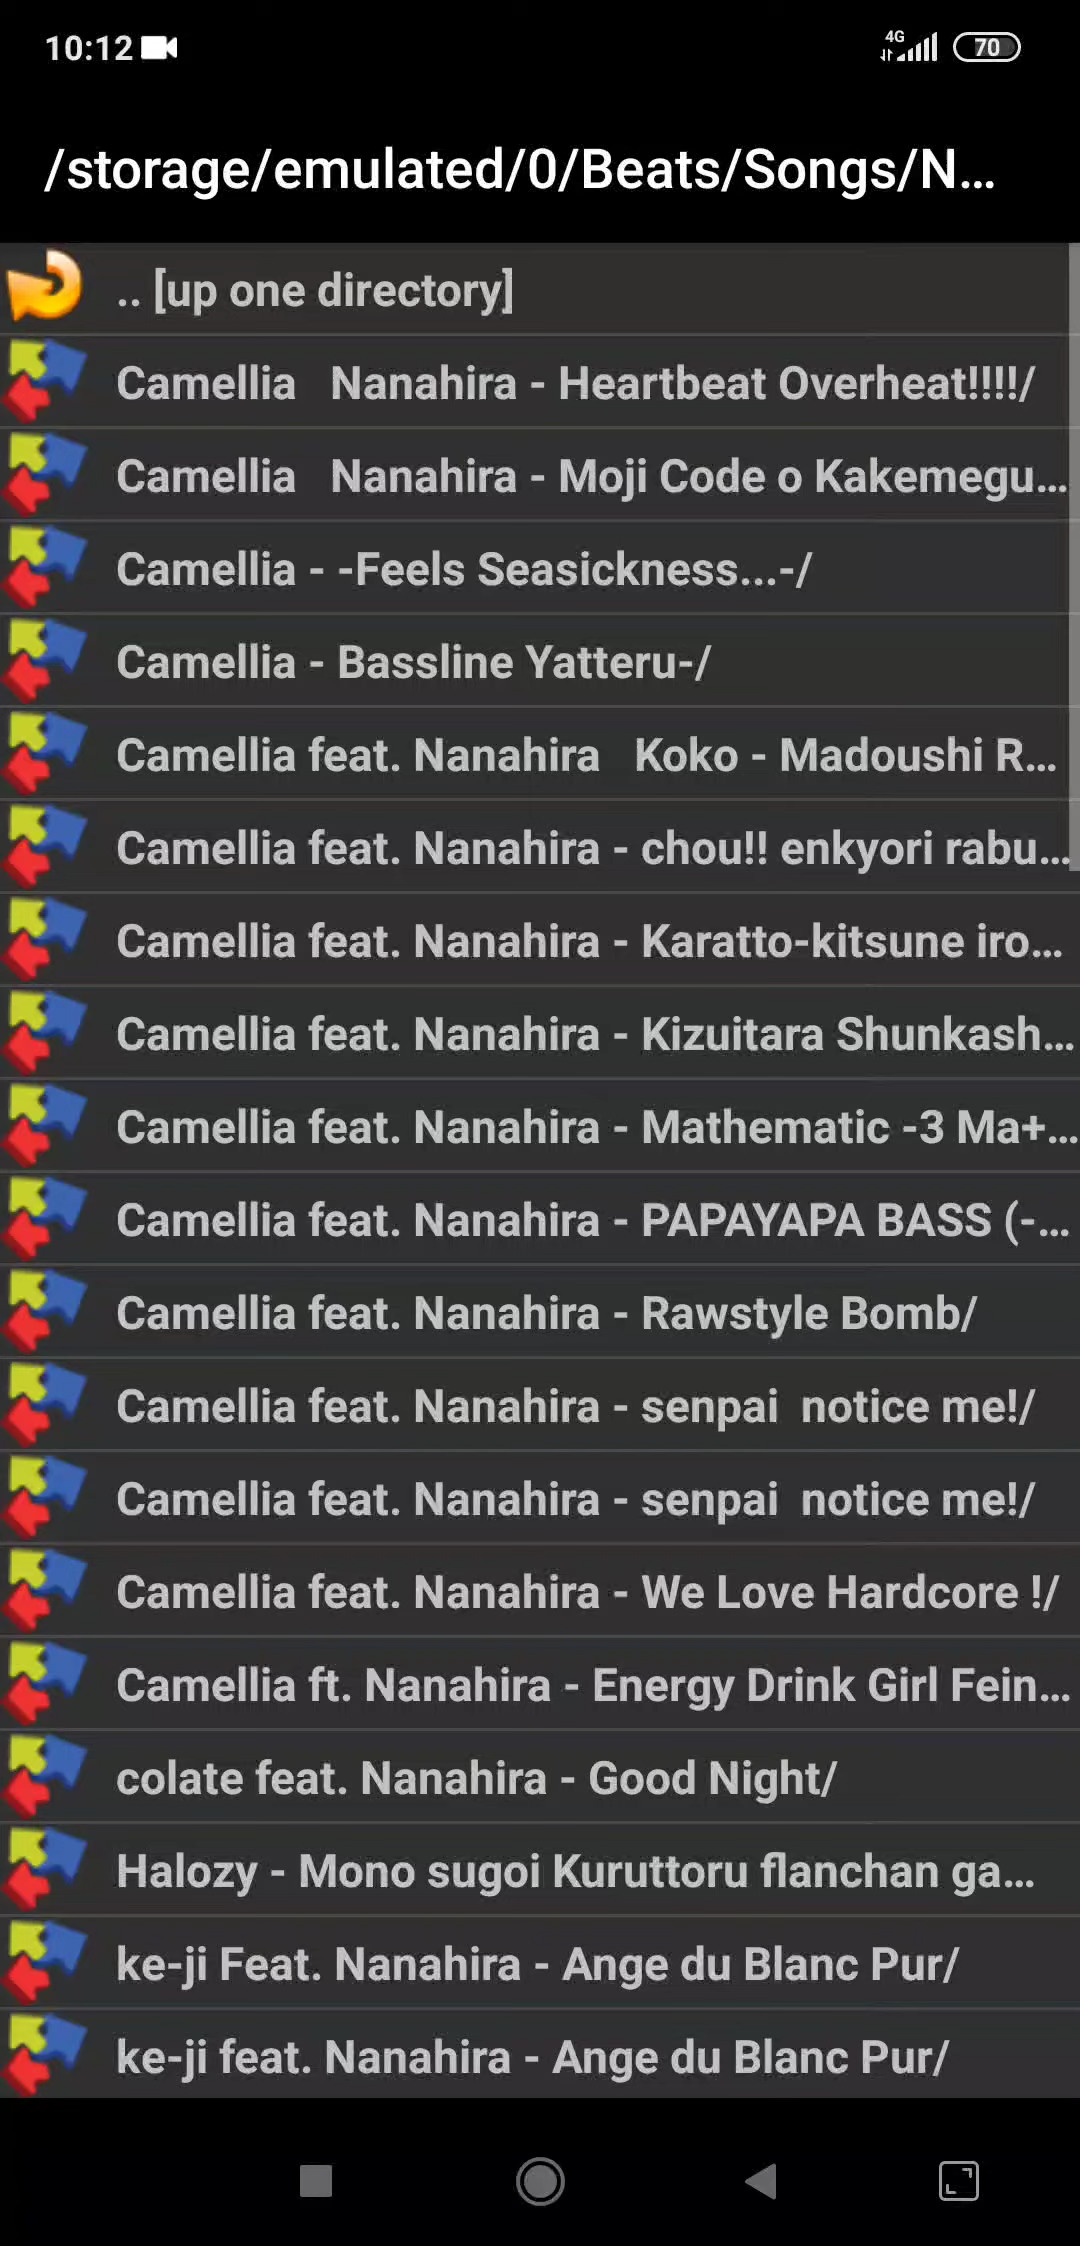 10:12 4G 70
/storage/emulated/0/Beats/Songs/N...
.. [up one directory]
Camellia   Nanahira - Heartbeat Overheat!!!!/
Camellia   Nanahira - Moji Code o Kakemegu...
Camellia - -Feels Seasickness...-/
Camellia - Bassline Yatteru-/
Camellia feat. Nanahira   Koko - Madoushi R...
Camellia feat. Nanahira - chou!! enkyori rabu...
Camellia feat. Nanahira - Karatto-kitsune iro...
Camellia feat. Nanahira - Kizuitara Shunkash...
Camellia feat. Nanahira - Mathematic -3 Ma+...
Camellia feat. Nanahira - PAPAYAPA BASS (-...
Camellia feat. Nanahira - Rawstyle Bomb/
Camellia feat. Nanahira - senpai  notice me!/
Camellia feat. Nanahira - senpai  notice me!/
Camellia feat. Nanahira - We Love Hardcore !/
Camellia ft. Nanahira - Energy Drink Girl Fein...
colate feat. Nanahira - Good Night/
Halozy - Mono sugoi Kuruttoru flanchan ga...
ke-ji Feat. Nanahira - Ange du Blanc Pur/
ke-ji feat. Nanahira - Ange du Blanc Pur/